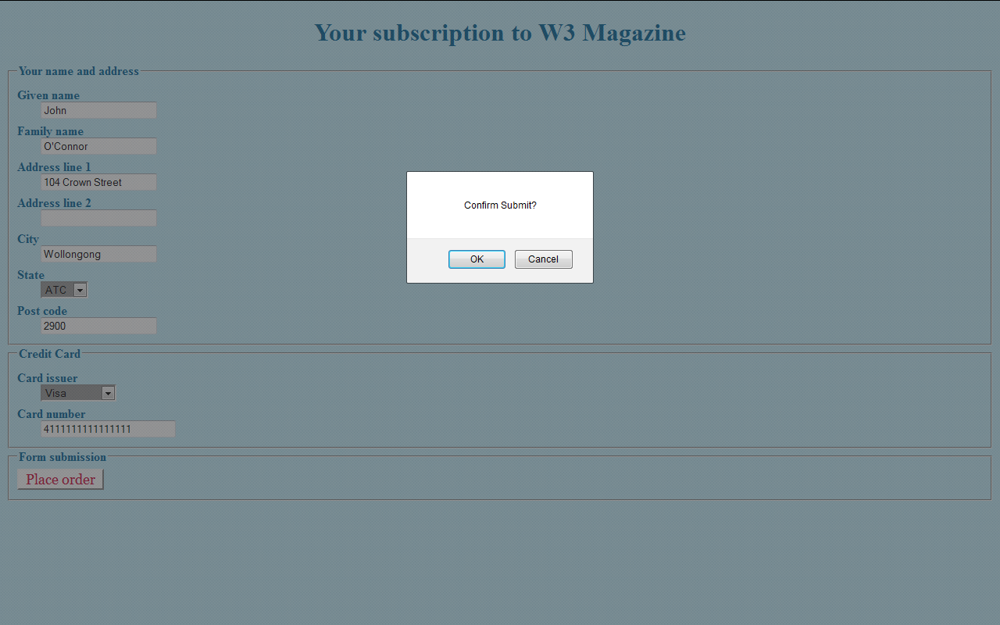 Your subscription to W3 Magazine
Your name and address
Given name
John
Family name
O'Connor
Address line 1
104 Crown Street
Address line 2
City
Wollongong
State
ATC
Post code
2900
Confirm Submit?
OK Cancel
Credit Card
Card issuer
Visa
Card number
4111111111111111
Form submission
Place order